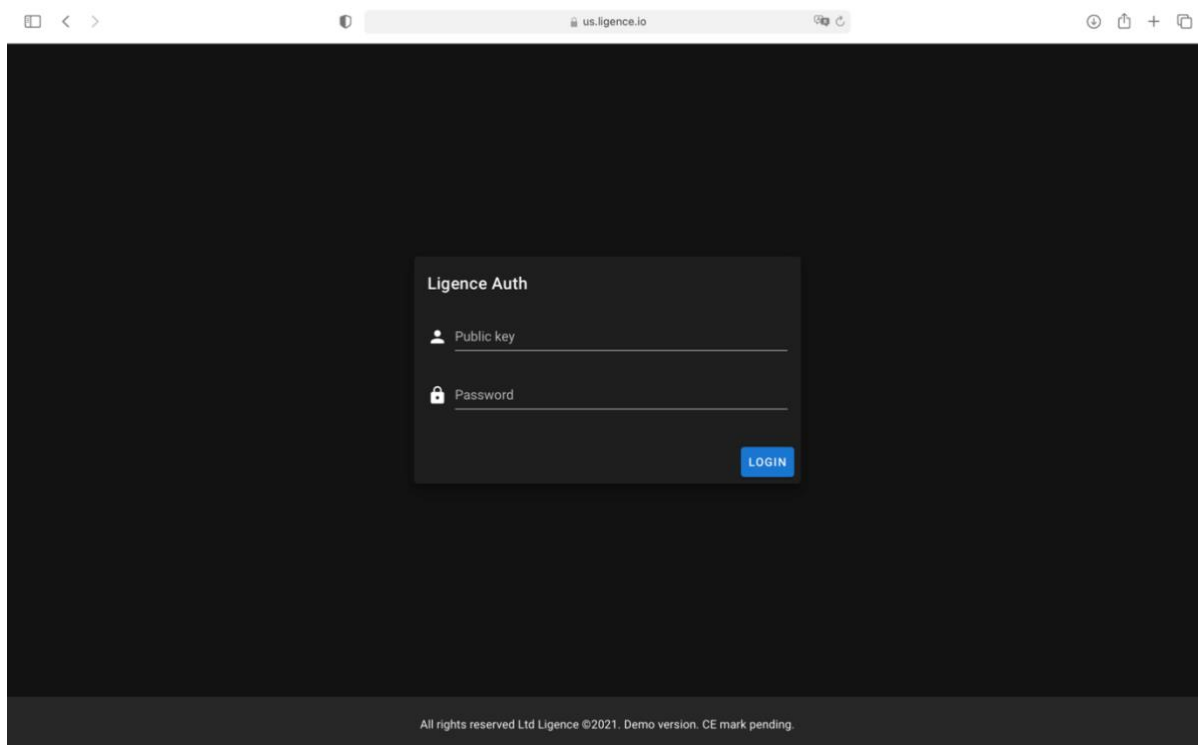 us.ligence.io
Ligence Auth
Public key
Password
LOGIN
All rights reserved Ltd Ligence ©2021. Demo version. CE mark pending.